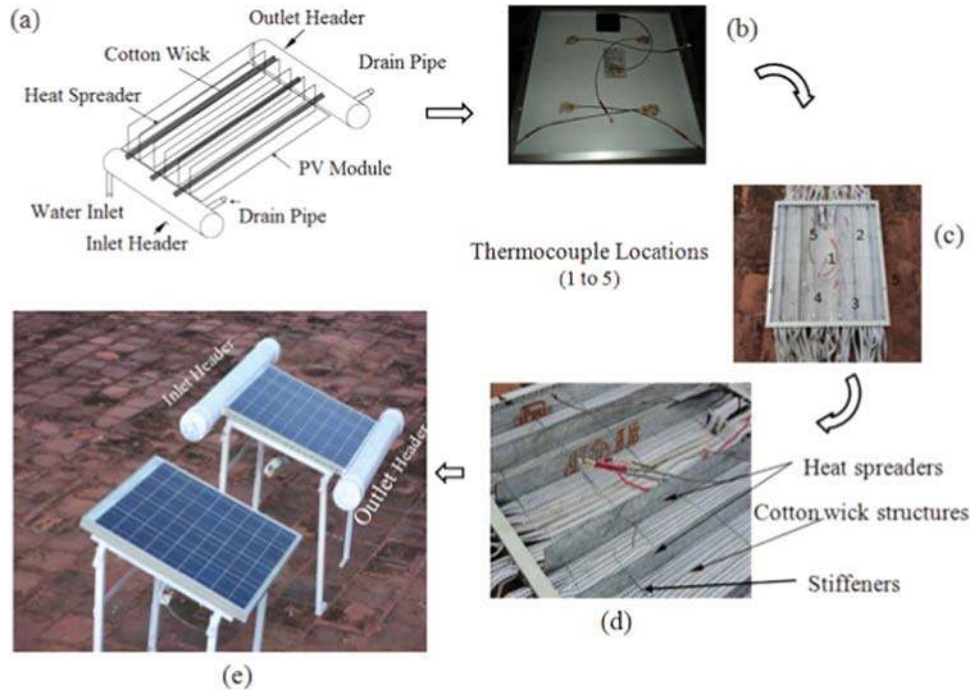 (a)
Outlet Header
Cotton Wick
Drain Pipe
Heat Spreader
PV Module
Water Inlet
Drain Pipe
Inlet Header
(b)
Thermocouple Locations
(1 to 5)
(c)
5
2
1
4
3
5
Heat spreaders
Cotton wick structures
Stiffeners
(d)
Inlet Header
Outlet Header
(e)